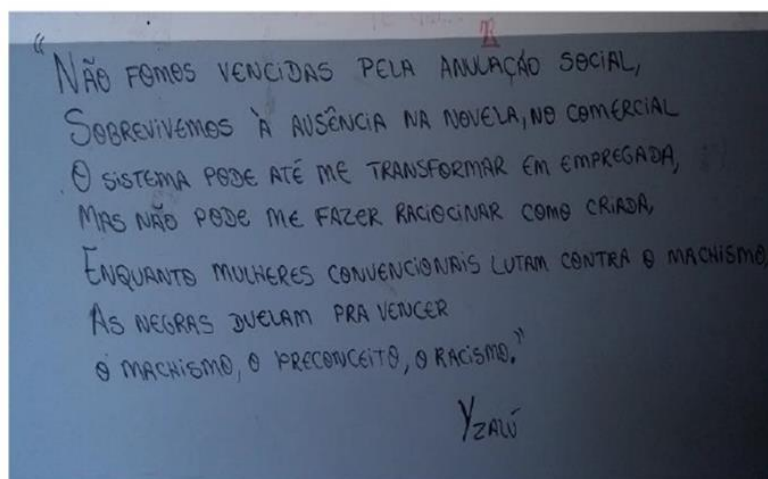 "NÃO FOMOS VENCIDAS PELA ANULAÇÃO SOCIAL,
SOBREVIVEMOS À AUSÊNCIA NA NOVELA, NO COMERCIAL
O SISTEMA PODE ATÉ ME TRANSFORMAR EM EMPREGADA,
MAS NÃO PODE ME FAZER RACIOCINAR COMO CRIADA,
ENQUANTO MULHERES CONVENCIONAIS LUTAM CONTRA O MACHISMO,
AS NEGRAS DUELAM PRA VENCER
O MACHISMO, O PRECONCEITO, O RACISMO."
YZALÚ